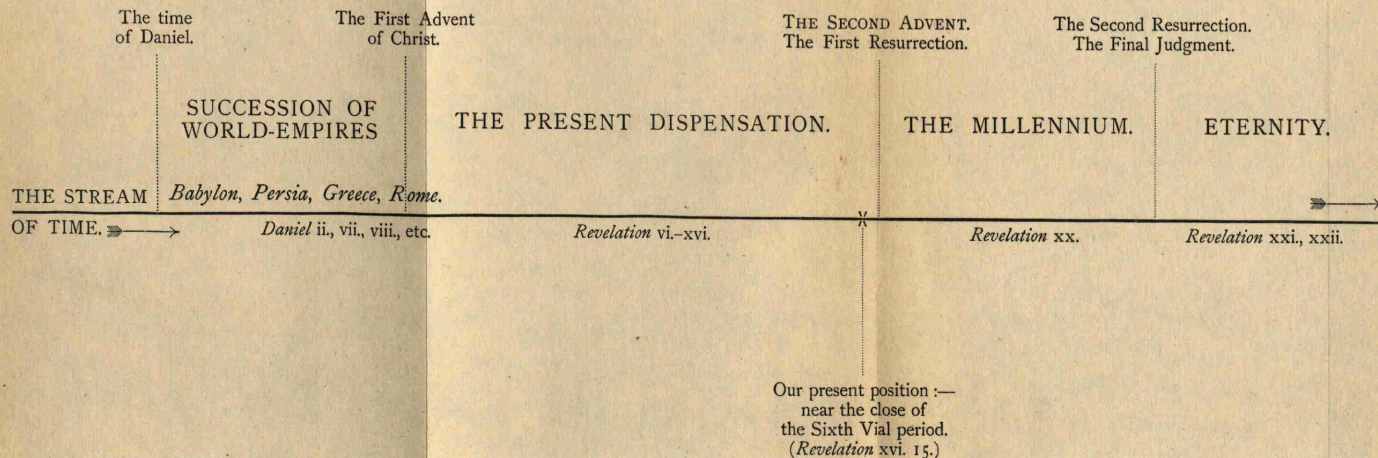 The time
of Daniel.
The First Advent
of Christ.
THE SECOND ADVENT.
The First Resurrection.
The Second Resurrection.
The Final Judgment.
SUCCESSION OF
WORLD-EMPIRES
THE PRESENT DISPENSATION.
THE MILLENNIUM.
ETERNITY.
THE STREAM
Babylon, Persia, Greece, Rome.
OF TIME.
Daniel ii., vii., viii., etc.
Revelation vi.–xvi.
Revelation xx.
Revelation xxi., xxii.
Our present position :—
near the close of
the Sixth Vial period.
(Revelation xvi. 15.)